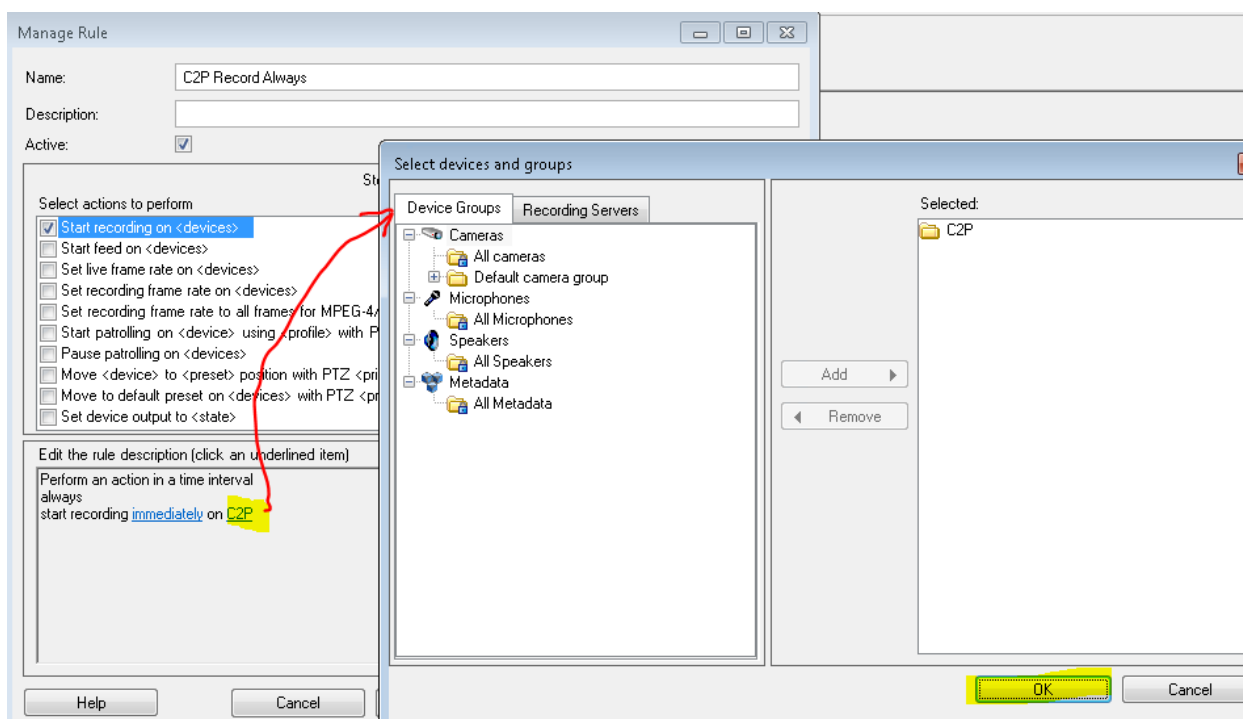 Manage Rule
Name:
C2P Record Always
Description:
Active:
Select actions to perform
Start recording on <devices>
Start feed on <devices>
Set live frame rate on <devices>
Set recording frame rate on <devices>
Set recording frame rate to all frames for MPEG-4/
Start patrolling on <device> using <profile> with P
Pause patrolling on <devices>
Move <device> to <preset> position with PTZ <pri
Move to default preset on <devices> with PTZ <pr
Set device output to <state>
Edit the rule description (click an underlined item)
Perform an action in a time interval
always
start recording immediately on C2P
Help
Cancel
Select devices and groups
Device Groups
Recording Servers
Cameras
All cameras
Default camera group
Microphones
All Microphones
Speakers
All Speakers
Metadata
All Metadata
Add
Remove
Selected:
C2P
OK
Cancel